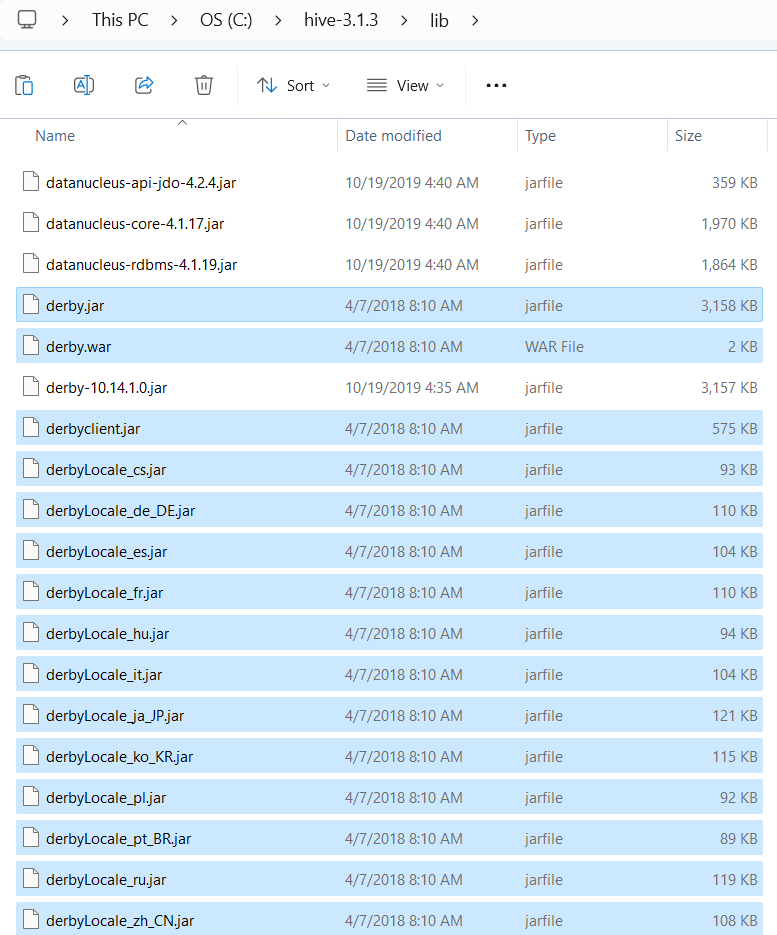 This PC > OS (C:) > hive-3.1.3 > lib >
A Sort View ...
Name Date modified Type Size
datanucleus-api-jdo-4.2.4.jar 10/19/2019 4:40 AM jarfile 359 KB
datanucleus-core-4.1.17.jar 10/19/2019 4:40 AM jarfile 1,970 KB
datanucleus-rdbms-4.1.19.jar 10/19/2019 4:40 AM jarfile 1,864 KB
derby.jar 4/7/2018 8:10 AM jarfile 3,158 KB
derby.war 4/7/2018 8:10 AM WAR File 2 KB
derby-10.14.1.0.jar 10/19/2019 4:35 AM jarfile 3,157 KB
derbyclient.jar 4/7/2018 8:10 AM jarfile 575 KB
derbyLocale_cs.jar 4/7/2018 8:10 AM jarfile 93 KB
derbyLocale_de_DE.jar 4/7/2018 8:10 AM jarfile 110 KB
derbyLocale_es.jar 4/7/2018 8:10 AM jarfile 104 KB
derbyLocale_fr.jar 4/7/2018 8:10 AM jarfile 110 KB
derbyLocale_hu.jar 4/7/2018 8:10 AM jarfile 94 KB
derbyLocale_it.jar 4/7/2018 8:10 AM jarfile 104 KB
derbyLocale_ja_JP.jar 4/7/2018 8:10 AM jarfile 121 KB
derbyLocale_ko_KR.jar 4/7/2018 8:10 AM jarfile 115 KB
derbyLocale_pl.jar 4/7/2018 8:10 AM jarfile 92 KB
derbyLocale_pt_BR.jar 4/7/2018 8:10 AM jarfile 89 KB
derbyLocale_ru.jar 4/7/2018 8:10 AM jarfile 119 KB
derbyLocale_zh_CN.jar 4/7/2018 8:10 AM jarfile 108 KB